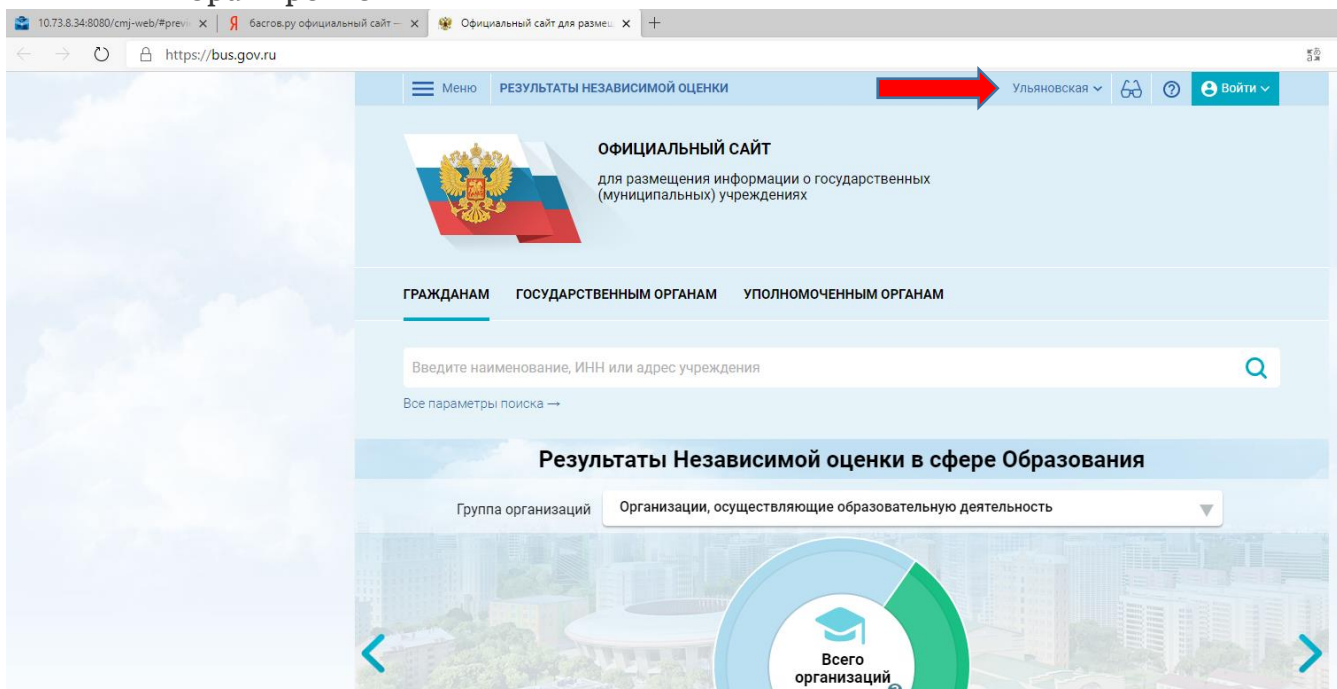 10.73.8.34:8080/cmj-web/#previ
басгов.ру официальный сайт —
Официальный сайт для размещ
https://bus.gov.ru
Меню
РЕЗУЛЬТАТЫ НЕЗАВИСИМОЙ ОЦЕНКИ
Ульяновская
Войти
ОФИЦИАЛЬНЫЙ САЙТ
для размещения информации о государственных
(муниципальных) учреждениях
ГРАЖДАНАМ ГОСУДАРСТВЕННЫМ ОРГАНАМ УПОЛНОМОЧЕННЫМ ОРГАНАМ
Введите наименование, ИНН или адрес учреждения
Все параметры поиска →
Результаты Независимой оценки в сфере Образования
Группа организаций
Организации, осуществляющие образовательную деятельность
Всего
организаций